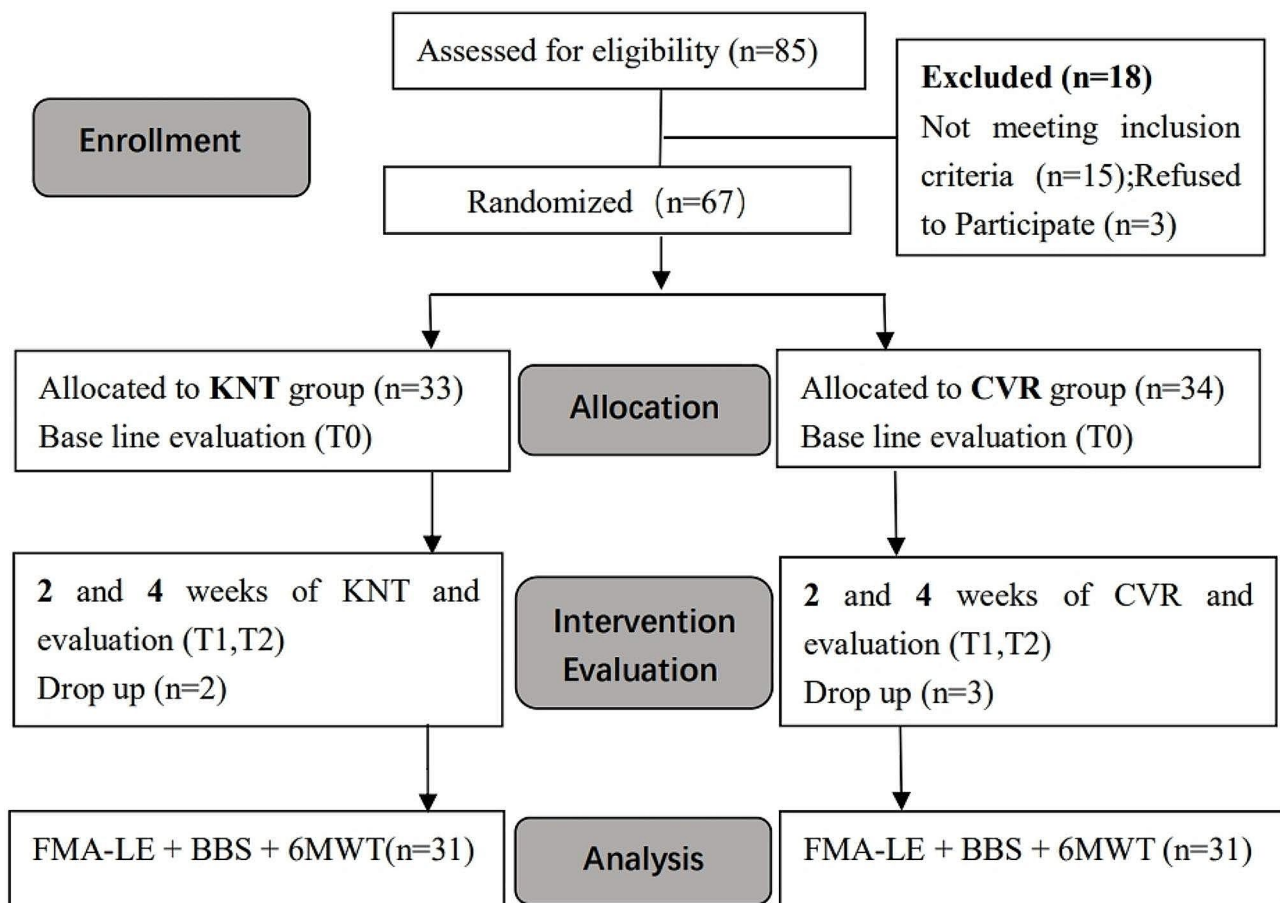 Assessed for eligibility (n=85)
Excluded (n=18)
Not meeting inclusion
criteria (n=15);Refused
to Participate (n=3)
Enrollment
Randomized（n=67）
Allocated to KNT group (n=33)
Base line evaluation (T0)
Allocation
Allocated to CVR group (n=34)
Base line evaluation (T0)
2 and 4 weeks of KNT and
evaluation (T1,T2)
Drop up (n=2)
Intervention
Evaluation
2 and 4 weeks of CVR and
evaluation (T1,T2)
Drop up (n=3)
FMA-LE + BBS + 6MWT(n=31)
Analysis
FMA-LE + BBS + 6MWT (n=31)